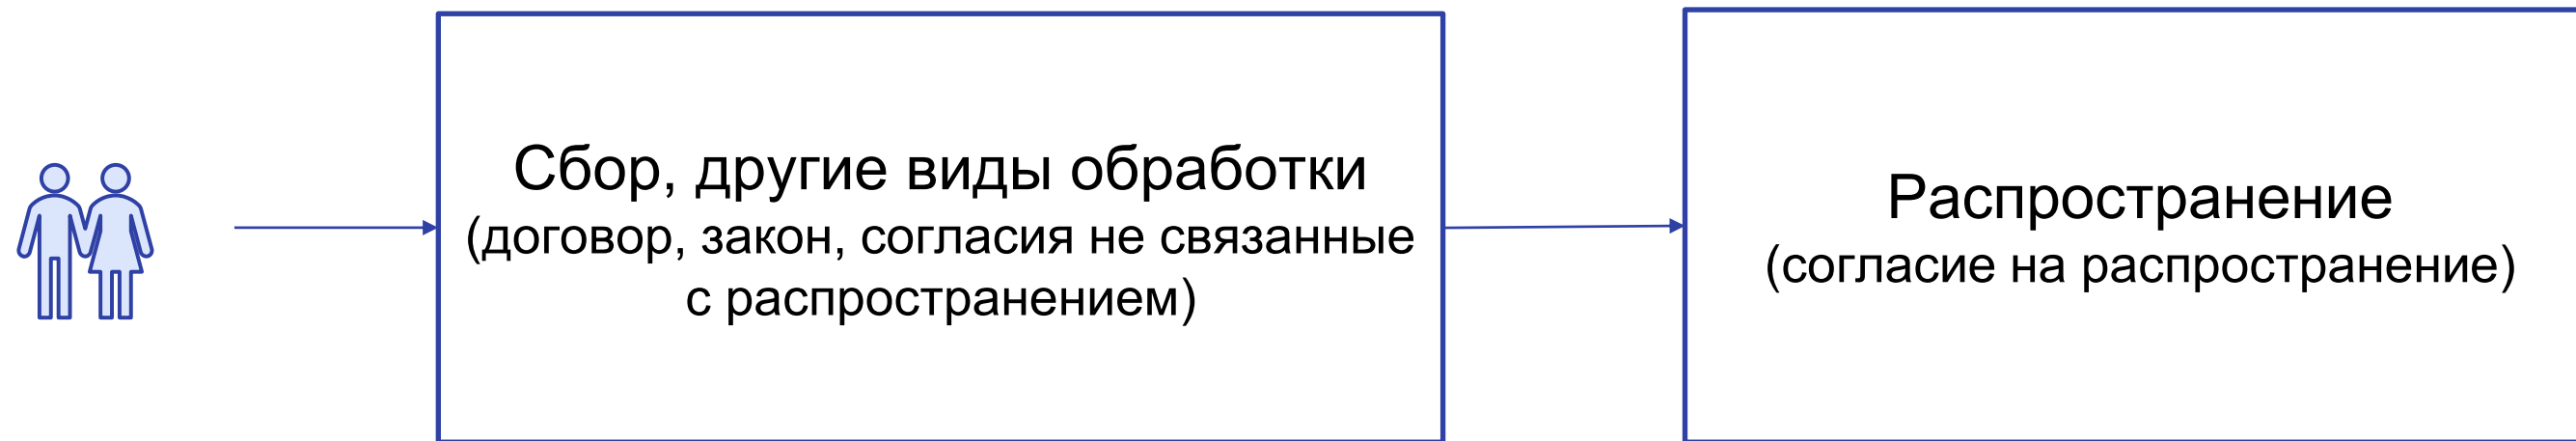 Сбор, другие виды обработки
(договор, закон, согласия не связанные
с распространением)
Распространение
(согласие на распространение)